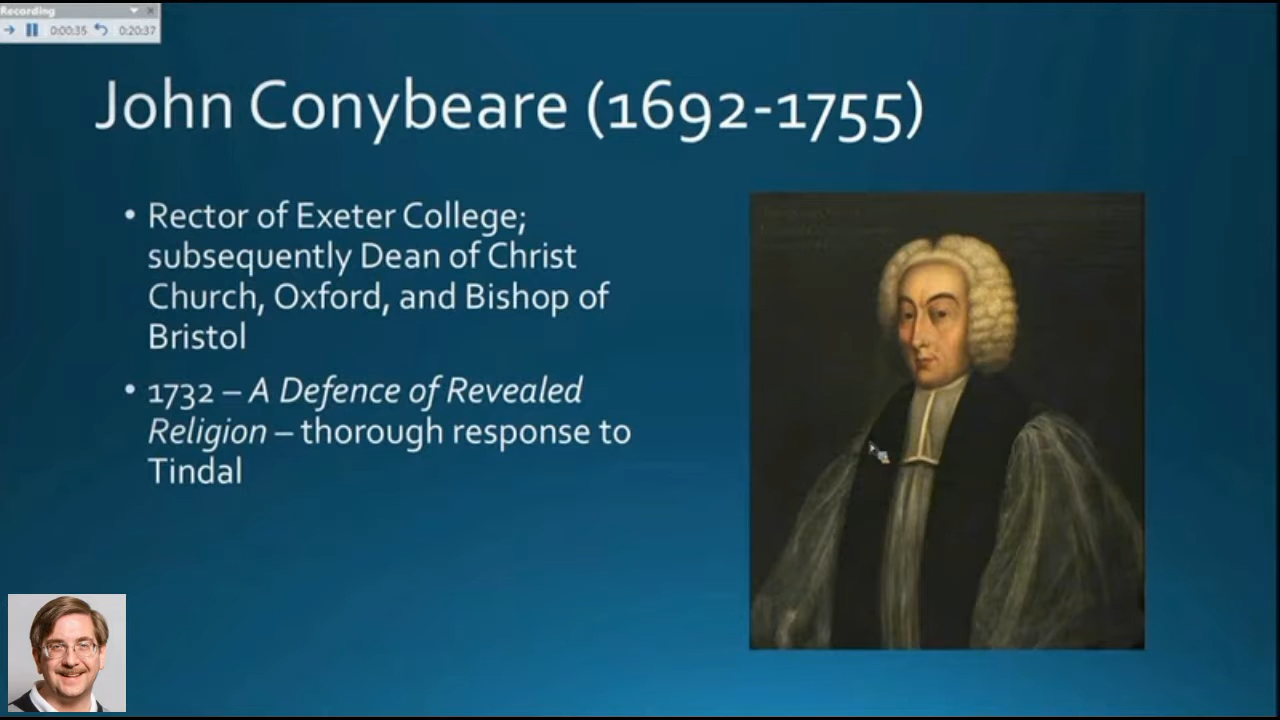 Recording
0:00:35 0:20:37
John Conybeare (1692-1755)
• Rector of Exeter College;
subsequently Dean of Christ
Church, Oxford, and Bishop of
Bristol
• 1732 – A Defence of Revealed
Religion – thorough response to
Tindal